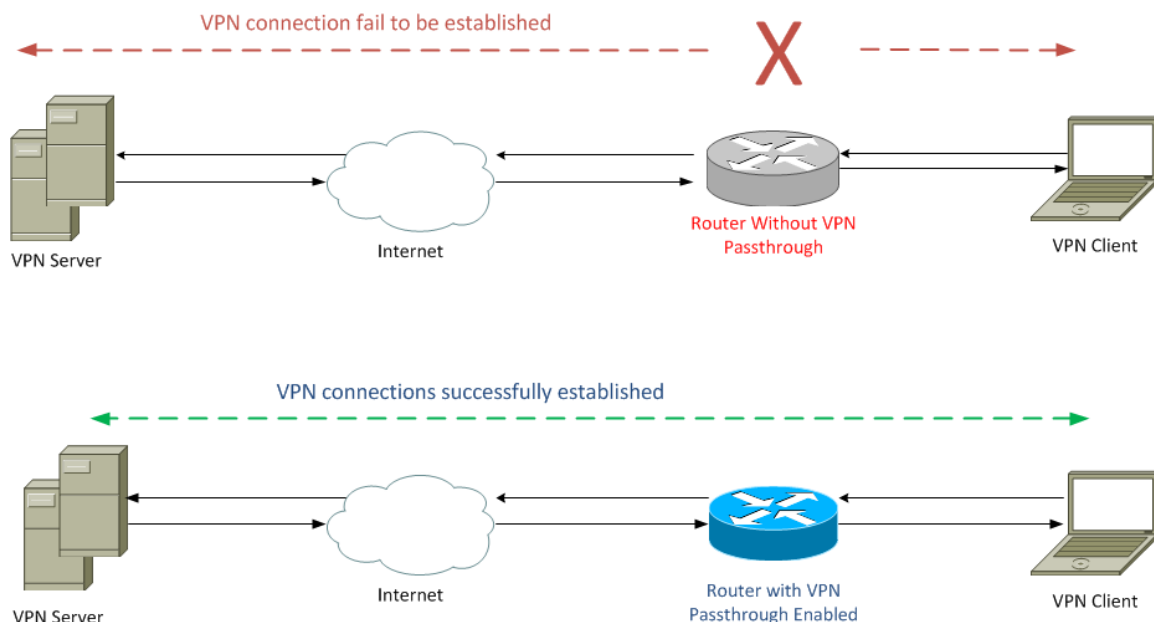 VPN connection fail to be established
X
Router Without VPN
Passthrough
VPN Server
Internet
VPN Client
VPN connections successfully established
Router with VPN
Passthrough Enabled
VPN Server
Internet
VPN Client